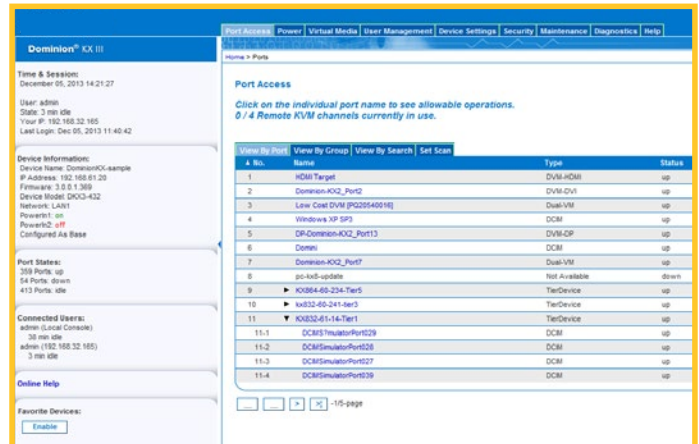 Port Access Power Virtual Media User Management Device Settings Security Maintenance Diagnostics Help
Dominion® KX III
Home > Ports
Time & Session:
December 05, 2013 14:21:27
User: admin
State: 3 min idle
Your IP: 192.168.32.165
Last Login: Dec 05, 2013 11:40:42
Device Information:
Device Name: DominionKX-sample
IP Address: 192.168.61.20
Firmware: 3.0.0.1.369
Device Model: DKX3-432
Network: LAN1
PowerIn1: on
PowerIn2: off
Configured As Base
Port States:
359 Ports: up
54 Ports: down
413 Ports: idle
Connected Users:
admin (Local Console)
38 min idle
admin (192.168.32.165)
3 min idle
Online Help
Favorite Devices:
Enable
Port Access
Click on the individual port name to see allowable operations.
0 / 4 Remote KVM channels currently in use.
View By Port View By Group View By Search Set Scan
▲ No. Name Type Status
1 HDMI Target DVM-HDMI up
2 Dominion-KX2_Port2 DVM-DVI up
3 Low Cost DVM [PQ20540016] Dual-VM up
4 Windows XP SP3 DCIM up
5 DP-Dominion-KX2_Port13 DVM-DP up
6 Domini DCIM up
7 Dominion-KX2_Port7 Dual-VM up
8 pc-kx8-update Not Available down
9 ► KX864-60-234-Tier5 TierDevice up
10 ► kx832-60-241-tier3 TierDevice up
11 ▼ KX832-61-14-Tier1 TierDevice up
11-1 DCIMS?mulatorPort029 DCIM up
11-2 DCIMSimulatorPort026 DCIM up
11-3 DCIMSimulatorPort027 DCIM up
11-4 DCIMSimulatorPort039 DCIM up
... ... > >| -1/5-page